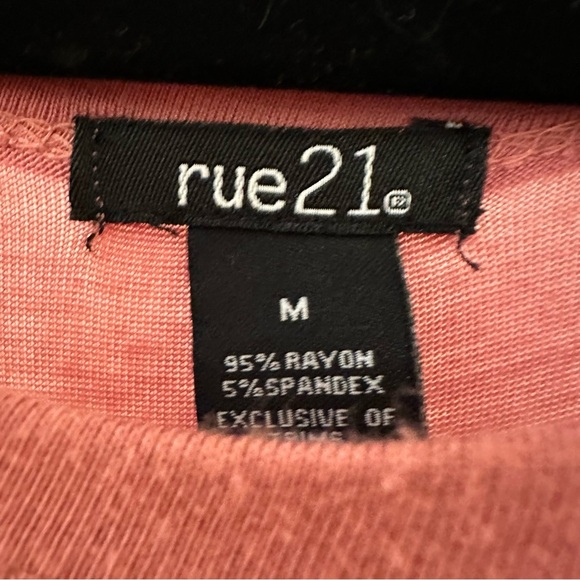 rue21®
M
95% RAYON
5% SPANDEX
EXCLUSIVE OF